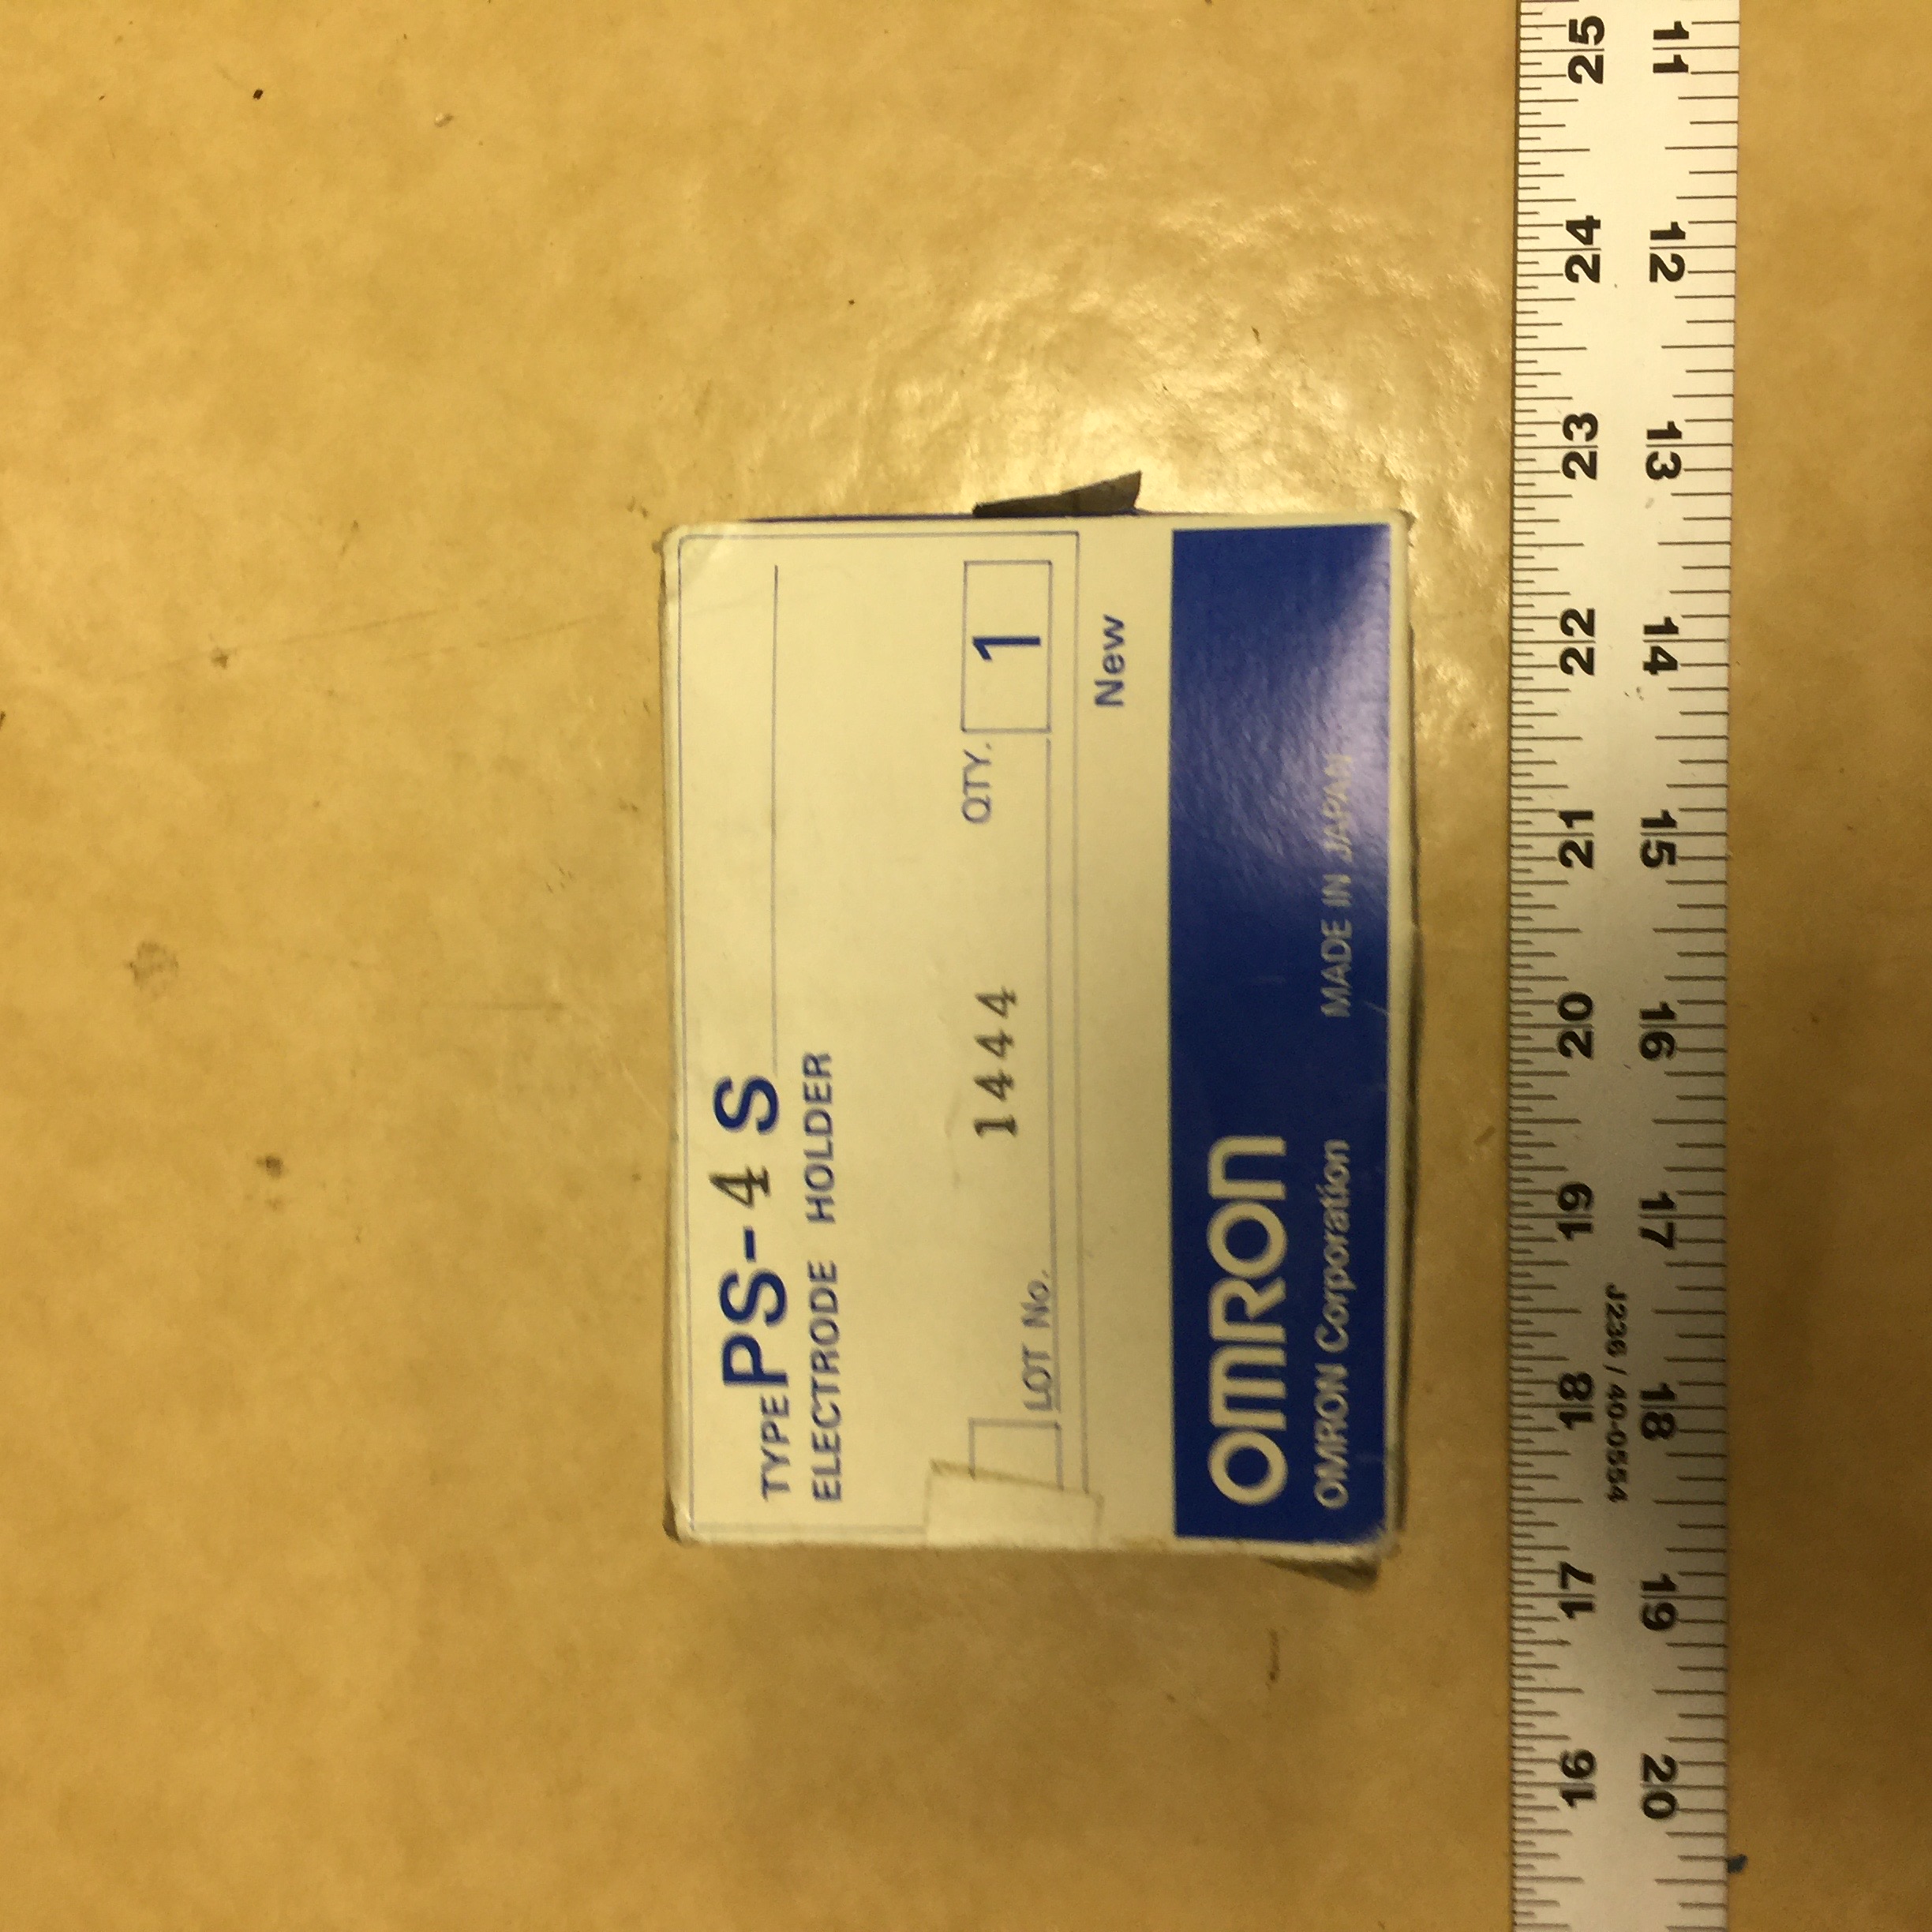 TYPE PS-4 S
ELECTRODE HOLDER
1444
QTY. 1
LOT No.
New
OMRON
OMRON Corporation MADE IN JAPAN
25 24 23 22 21 20 19 18 17 16
J236 / 40-0554
11 12 13 14 15 16 17 18 19 20